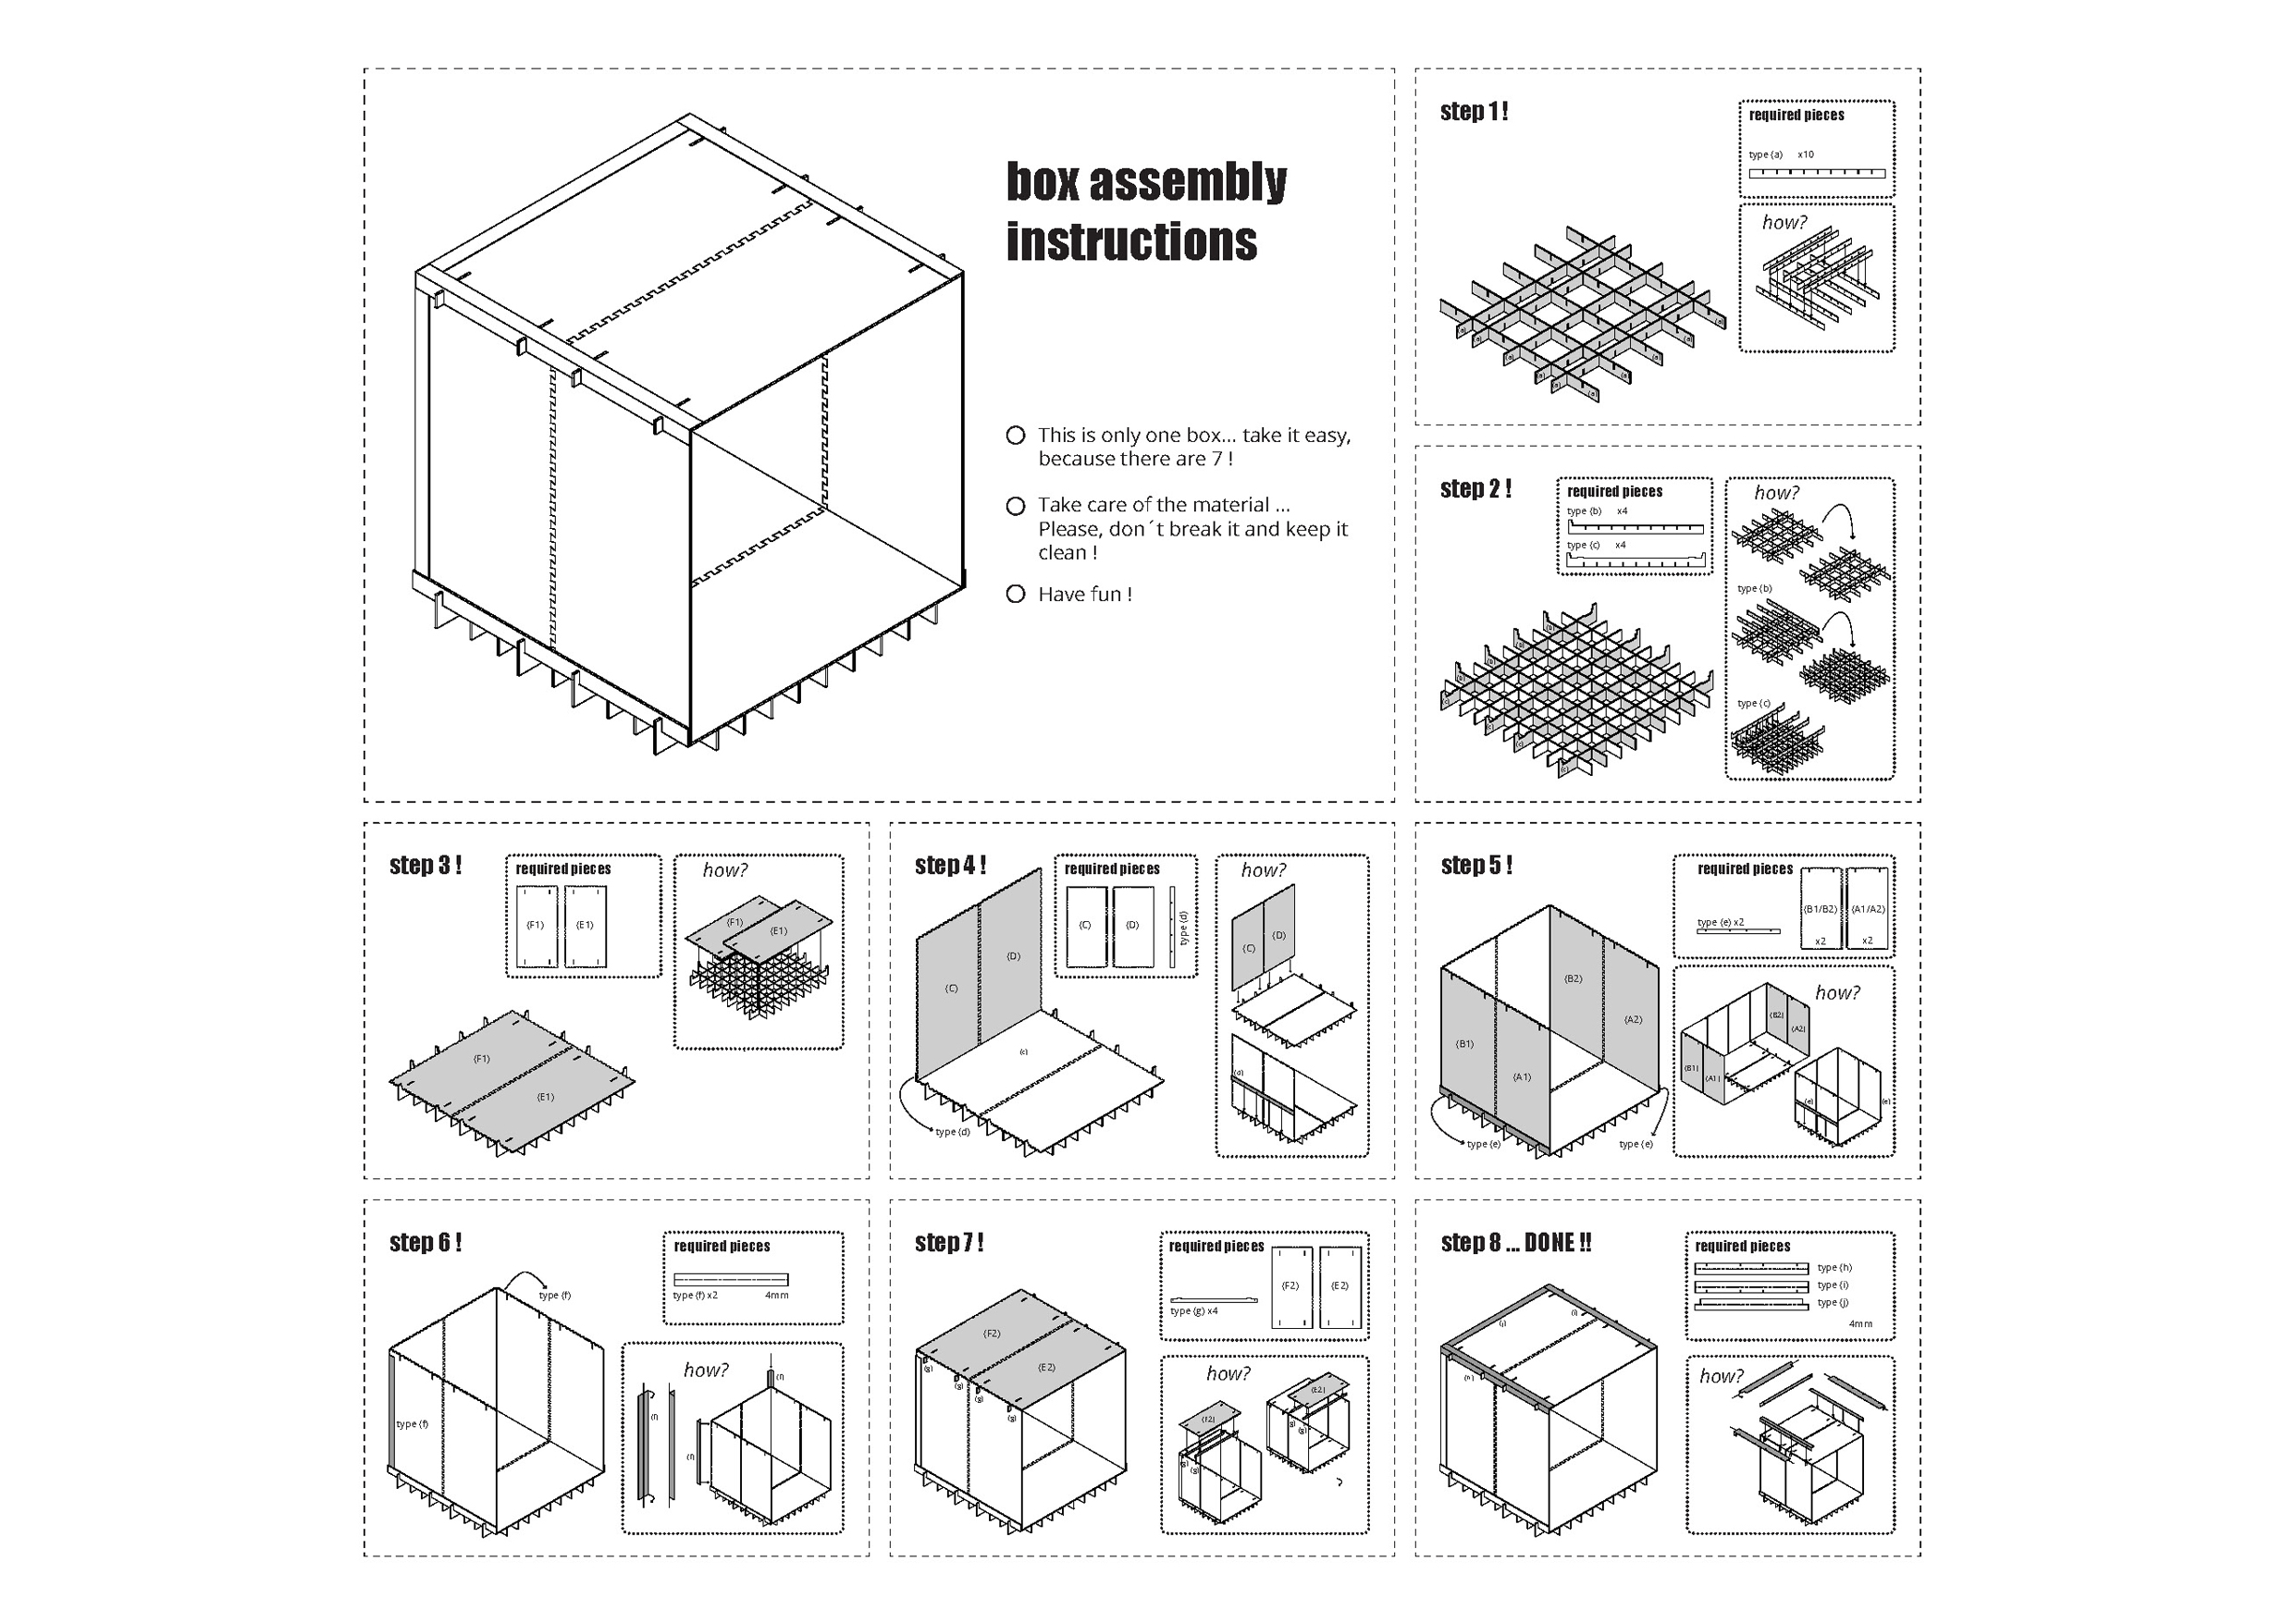 box assembly
instructions
This is only one box... take it easy,
because there are 7 !
Take care of the material ...
Please, don´t break it and keep it
clean !
Have fun !
step 1 !
required pieces
type (a) x10
how?
(a)
(a)
(a)
(a)
(a)
(a)
(a)
(a)
(a)
(a)
step 2 !
required pieces
type (b) x4
type (c) x4
how?
type (b)
type (c)
(b)
(b)
(b)
(b)
(c)
(c)
(c)
(c)
step 3 !
required pieces
(F1) (E1)
how?
(F1)
(E1)
(F1)
(E1)
step 4 !
required pieces
(C) (D) type (d)
how?
(C) (D)
(d)
(D)
(C)
(c)
type (d)
step 5 !
required pieces
type (e) x2
(B1/B2) (A1/A2)
x2 x2
how?
(B2)
(A2)
(B1)
(A1)
(e) (e)
(B2)
(A2)
(B1)
(A1)
type (e) type (e)
step 6 !
required pieces
type (f) x2 4mm
how?
(f)
(f)
(f)
type (f)
type (f)
step 7 !
required pieces
type (g) x4
(F2) (E2)
how?
(E2)
(F2)
(g)
(g)
(g)
(g)
(F2)
(E2)
(g)
(g)
(g)
(g)
step 8 ... DONE !!
required pieces
type (h)
type (i)
type (j)
4mm
how?
(i)
(j)
(h)